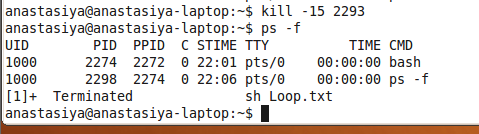 anastasiya@anastasiya-laptop:~$ kill -15 2293
anastasiya@anastasiya-laptop:~$ ps -f
UID        PID  PPID  C STIME TTY          TIME CMD
1000      2274  2272  0 22:01 pts/0    00:00:00 bash
1000      2298  2274  0 22:06 pts/0    00:00:00 ps -f
[1]+  Terminated              sh Loop.txt
anastasiya@anastasiya-laptop:~$